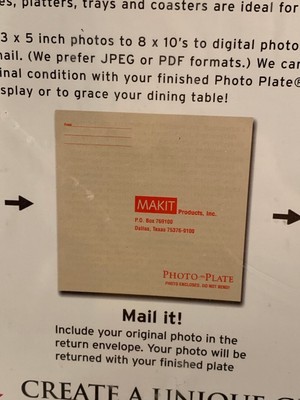 es, platters, trays and coasters are ideal for
3 x 5 inch photos to 8 x 10's to digital photo
nail. (We prefer JPEG or PDF formats.) We can
inal condition with your finished Photo Plate®
splay or to grace your dining table!
MAKIT Products, Inc.
P.O. Box 769100
Dallas, Texas 75376-9100
PHOTO-PLATE
PHOTO ENCLOSED. DO NOT BEND!
Mail it!
Include your original photo in the
return envelope. Your photo will be
returned with your finished plate
CREATE A UNIQUE G